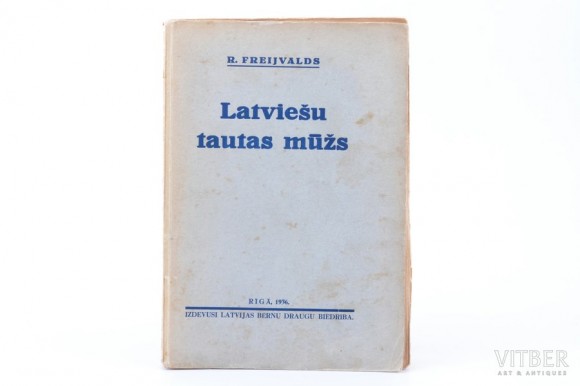 R. FREIJVALDS
Latviešu
tautas mūžs
RĪGĀ, 1936.
IZDEVUSI LATVIJAS BĒRNU DRAUGU BIEDRĪBA.
VITBER
ART & ANTIQUES